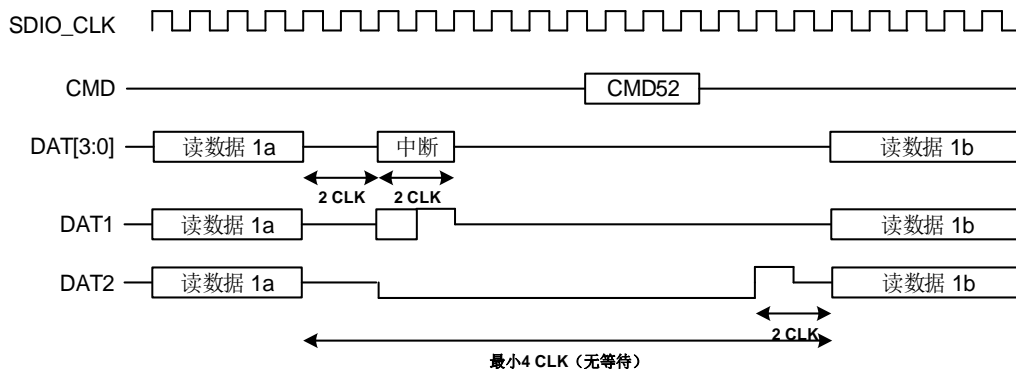 SDIO_CLK
CMD CMD52
DAT[3:0] 读数据 1a 中断 读数据 1b
2 CLK 2 CLK
DAT1 读数据 1a 读数据 1b
DAT2 读数据 1a 读数据 1b
2 CLK
最小4 CLK（无等待）